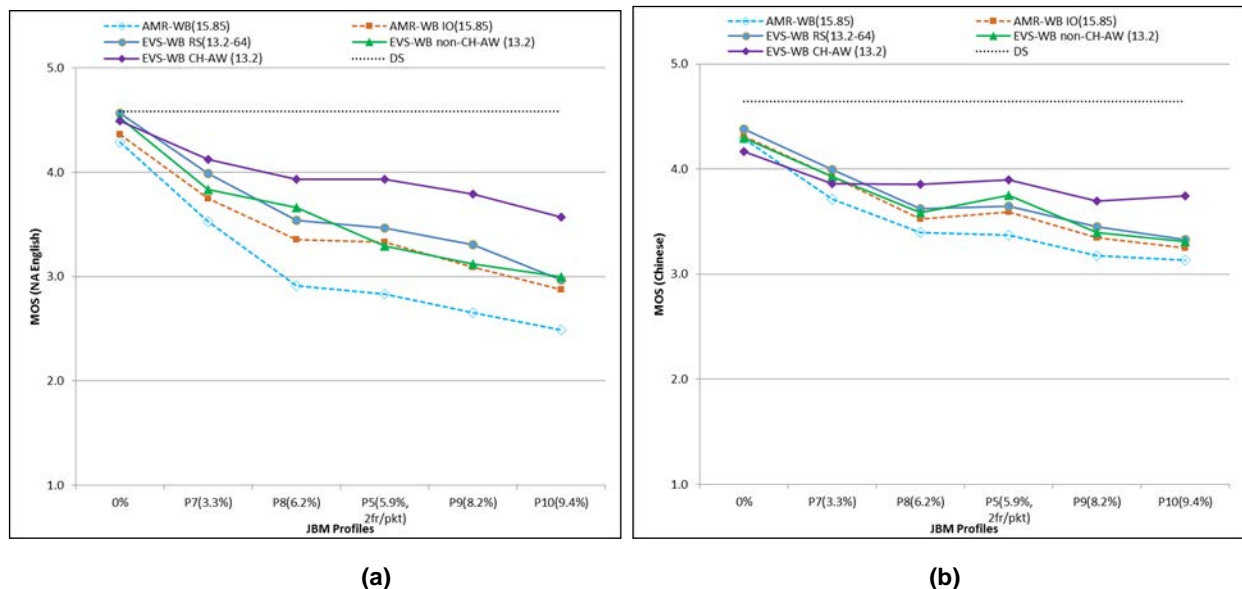 AMR-WB(15.85)
AMR-WB IO(15.85)
EVS-WB RS(13.2-64)
EVS-WB non-CH-AW (13.2)
EVS-WB CH-AW (13.2)
DS
5.0
4.0
3.0
2.0
1.0
MOS (NA English)
0%
P7(3.3%)
P8(6.2%)
P5(5.9%,
2fr/pkt)
P9(8.2%)
P10(9.4%)
JBM Profiles
(a)
AMR-WB(15.85)
AMR-WB IO(15.85)
EVS-WB RS(13.2-64)
EVS-WB non-CH-AW (13.2)
EVS-WB CH-AW (13.2)
DS
5.0
4.0
3.0
2.0
1.0
MOS (Chinese)
0%
P7(3.3%)
P8(6.2%)
P5(5.9%,
2fr/pkt)
P9(8.2%)
P10(9.4%)
JBM Profiles
(b)